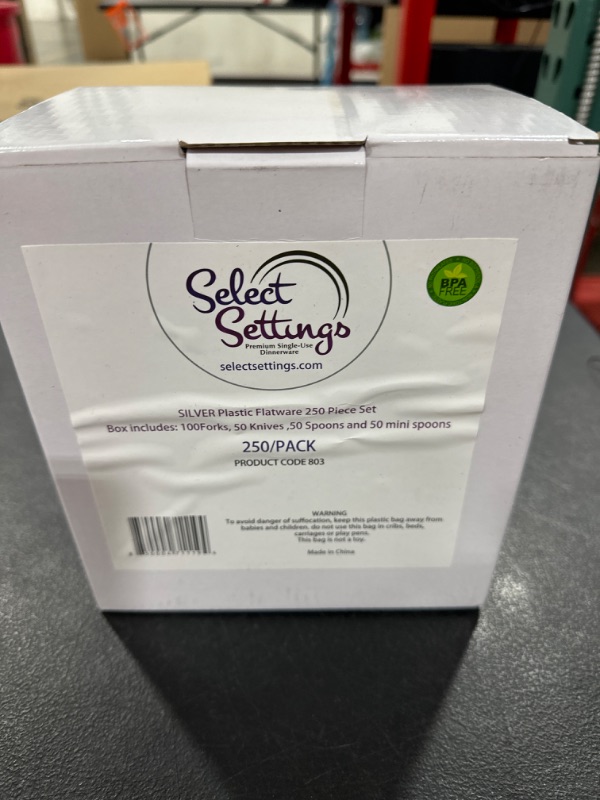 Select
Settings
Premium Single-Use
Dinnerware
selectsettings.com
BPA
FREE
SILVER Plastic Flatware 250 Piece Set
Box includes: 100Forks, 50 Knives ,50 Spoons and 50 mini spoons
250/PACK
PRODUCT CODE 803
WARNING
To avoid danger of suffocation, keep this plastic bag away from
babies and children, do not use this bag in cribs, beds,
carriages or play pens.
This bag is not a toy.
Made in China